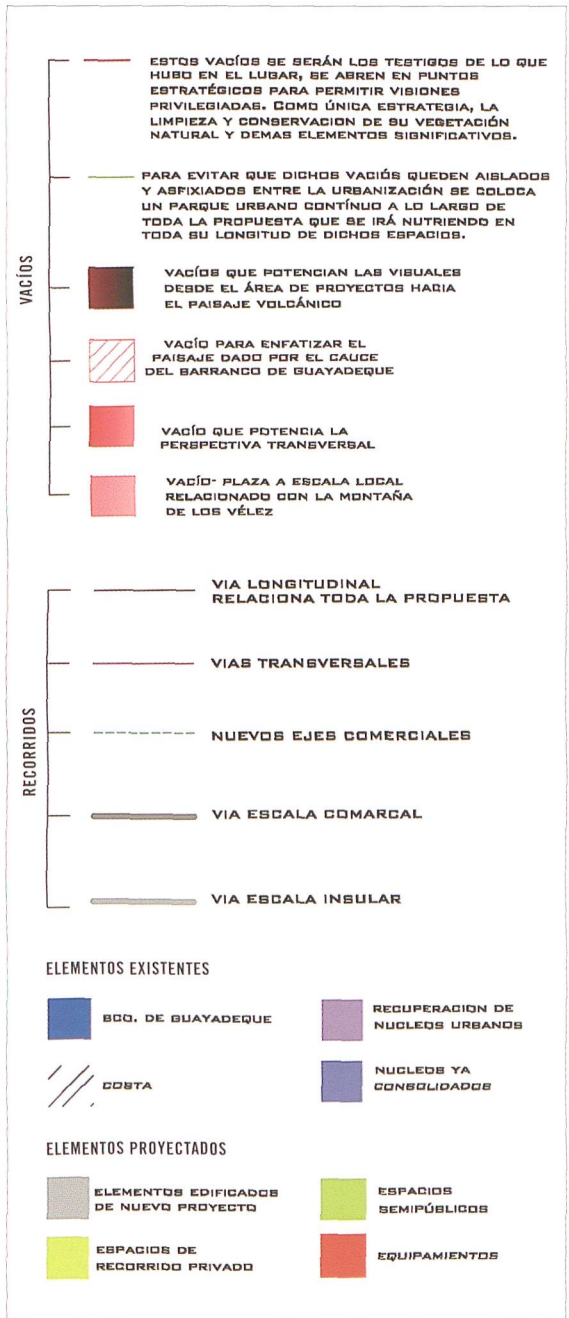 VACÍOS
ESTOS VACÍOS SE SERÁN LOS TESTIGOS DE LO QUE
HUBO EN EL LUGAR, SE ABREN EN PUNTOS
ESTRATÉGICOS PARA PERMITIR VISIONES
PRIVILEGIADAS. COMO ÚNICA ESTRATEGIA, LA
LIMPIEZA Y CONSERVACION DE SU VEGETACIÓN
NATURAL Y DEMAS ELEMENTOS SIGNIFICATIVOS.
PARA EVITAR QUE DICHOS VACIÓS QUEDEN AISLADOS
Y ASFIXIADOS ENTRE LA URBANIZACIÓN SE COLOCA
UN PARQUE URBANO CONTÍNUO A LO LARGO DE
TODA LA PROPUESTA QUE SE IRÁ NUTRIENDO EN
TODA SU LONGITUD DE DICHOS ESPACIOS.
VACÍOS QUE POTENCIAN LAS VISUALES
DESDE EL ÁREA DE PROYECTOS HACIA
EL PAISAJE VOLCÁNICO
VACÍO PARA ENFATIZAR EL
PAISAJE DADO POR EL CAUCE
DEL BARRANCO DE GUAYADEQUE
VACÍO QUE POTENCIA LA
PERSPECTIVA TRANSVERSAL
VACÍO- PLAZA A ESCALA LOCAL
RELACIONADO CON LA MONTAÑA
DE LOS VÉLEZ
RECORRIDOS
VIA LONGITUDINAL
RELACIONA TODA LA PROPUESTA
VIAS TRANSVERSALES
NUEVOS EJES COMERCIALES
VIA ESCALA COMARCAL
VIA ESCALA INSULAR
ELEMENTOS EXISTENTES
BCO. DE GUAYADEQUE
RECUPERACION DE
NUCLEOS URBANOS
COSTA
NUCLEOS YA
CONSOLIDADOS
ELEMENTOS PROYECTADOS
ELEMENTOS EDIFICADOS
DE NUEVO PROYECTO
ESPACIOS
SEMIPÚBLICOS
ESPACIOS DE
RECORRIDO PRIVADO
EQUIPAMIENTOS